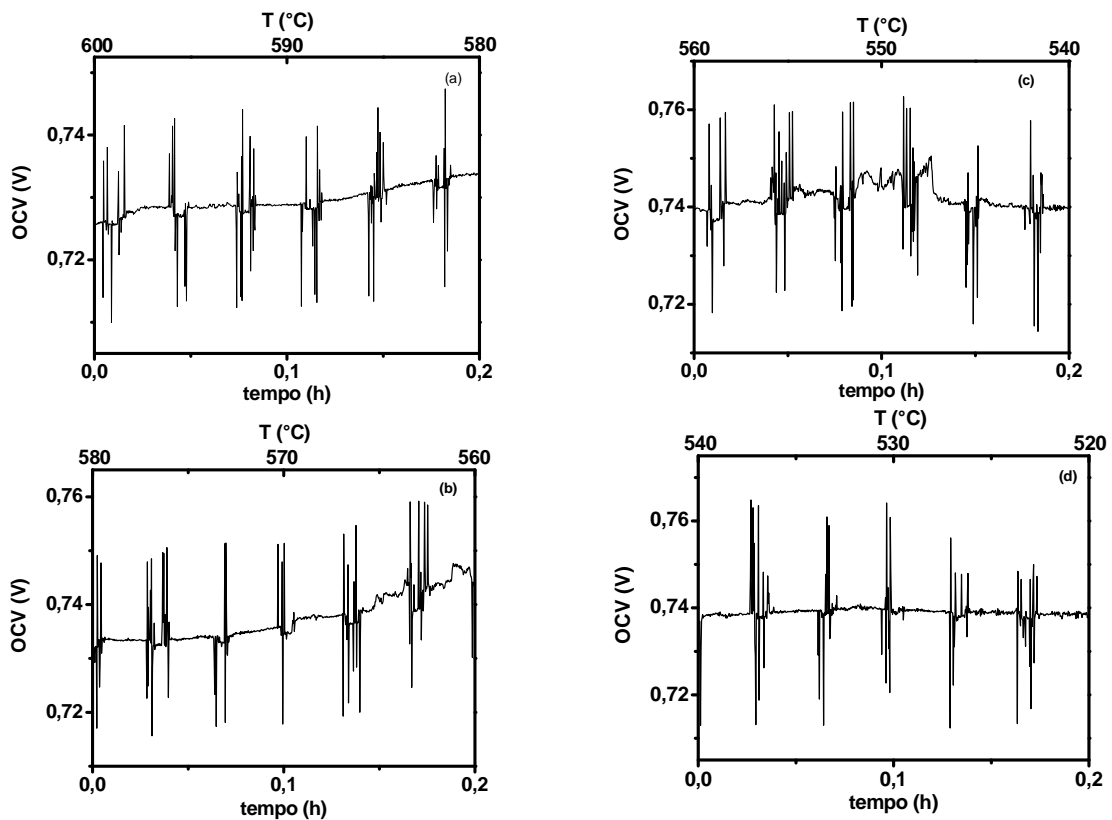 T (°C)
600 590 580
(a)
0,74
0,72
OCV (V)
0,0 0,1 0,2
tempo (h)
T (°C)
560 550 540
(c)
0,76
0,74
0,72
OCV (V)
0,0 0,1 0,2
tempo (h)
T (°C)
580 570 560
(b)
0,76
0,74
0,72
OCV (V)
0,0 0,1 0,2
tempo (h)
T (°C)
540 530 520
(d)
0,76
0,74
0,72
OCV (V)
0,0 0,1 0,2
tempo (h)